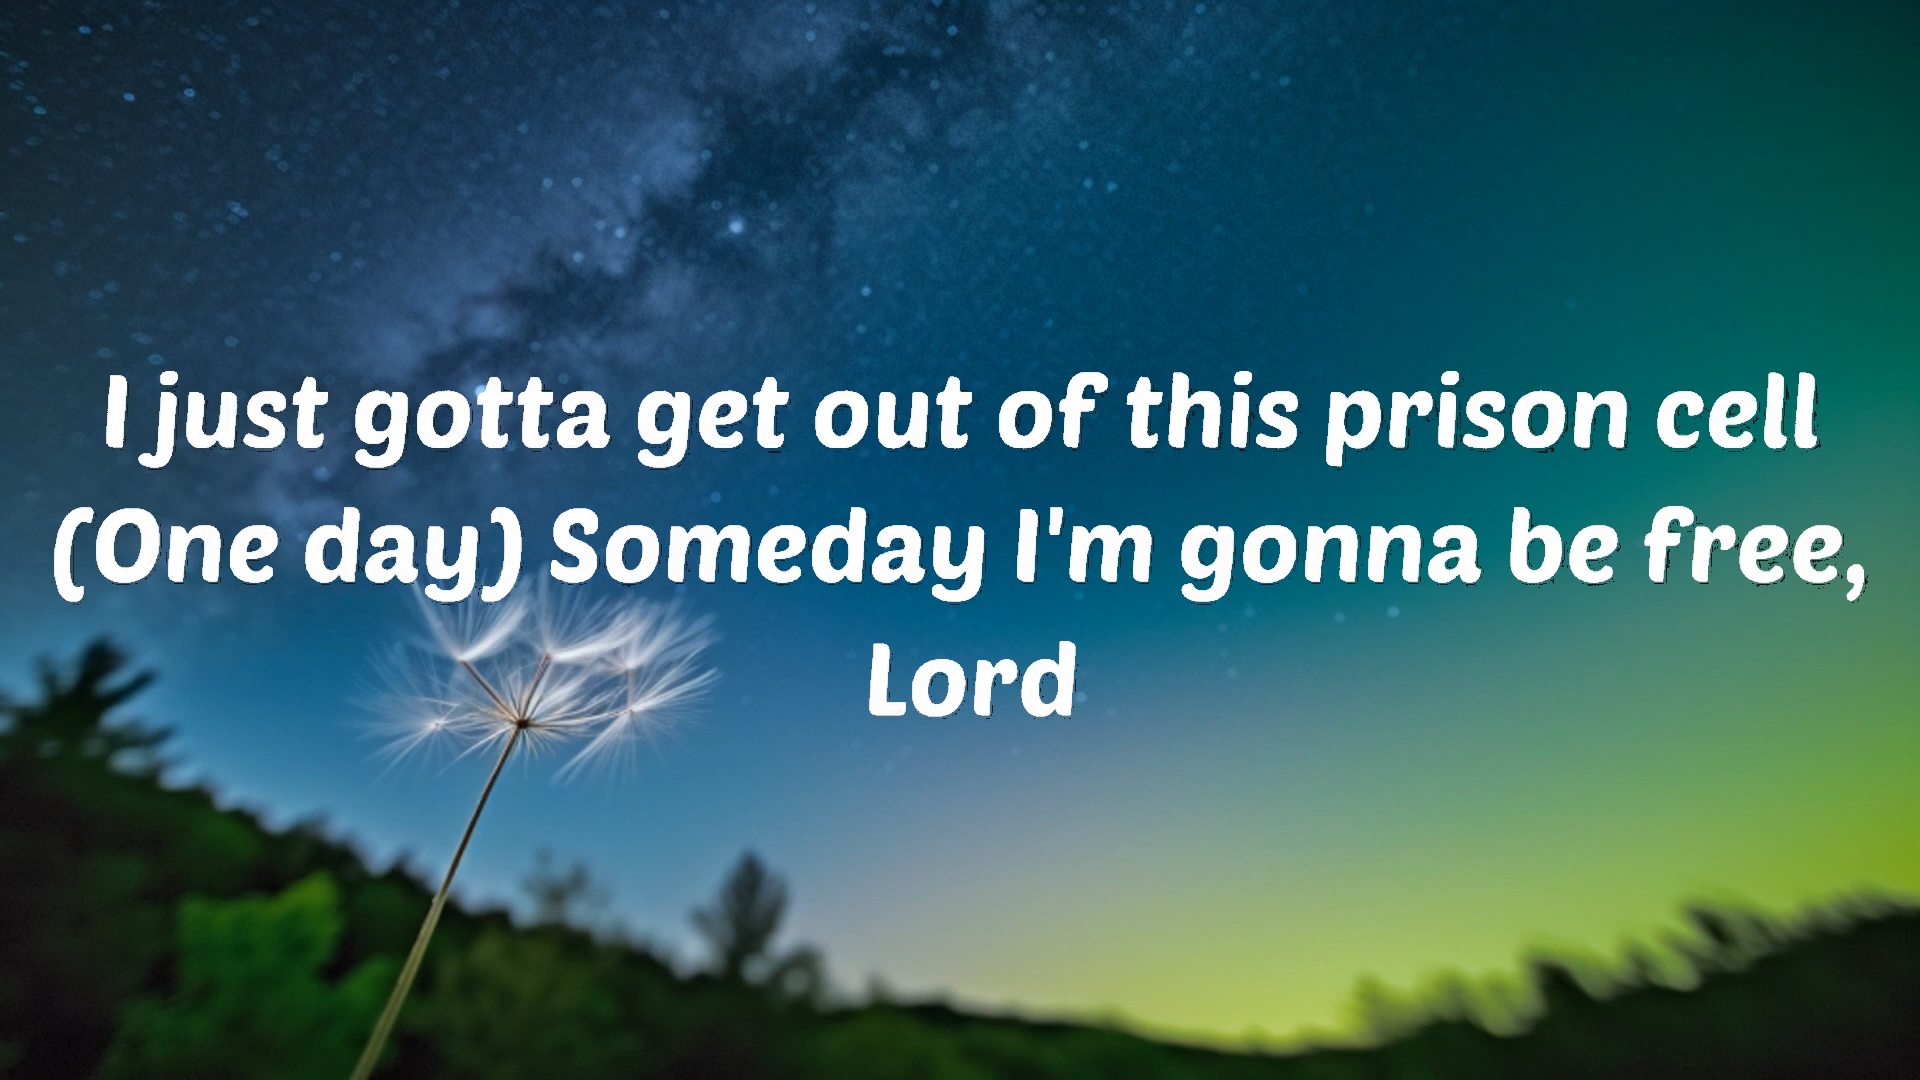 I just gotta get out of this prison cell
(One day) Someday I'm gonna be free,
Lord